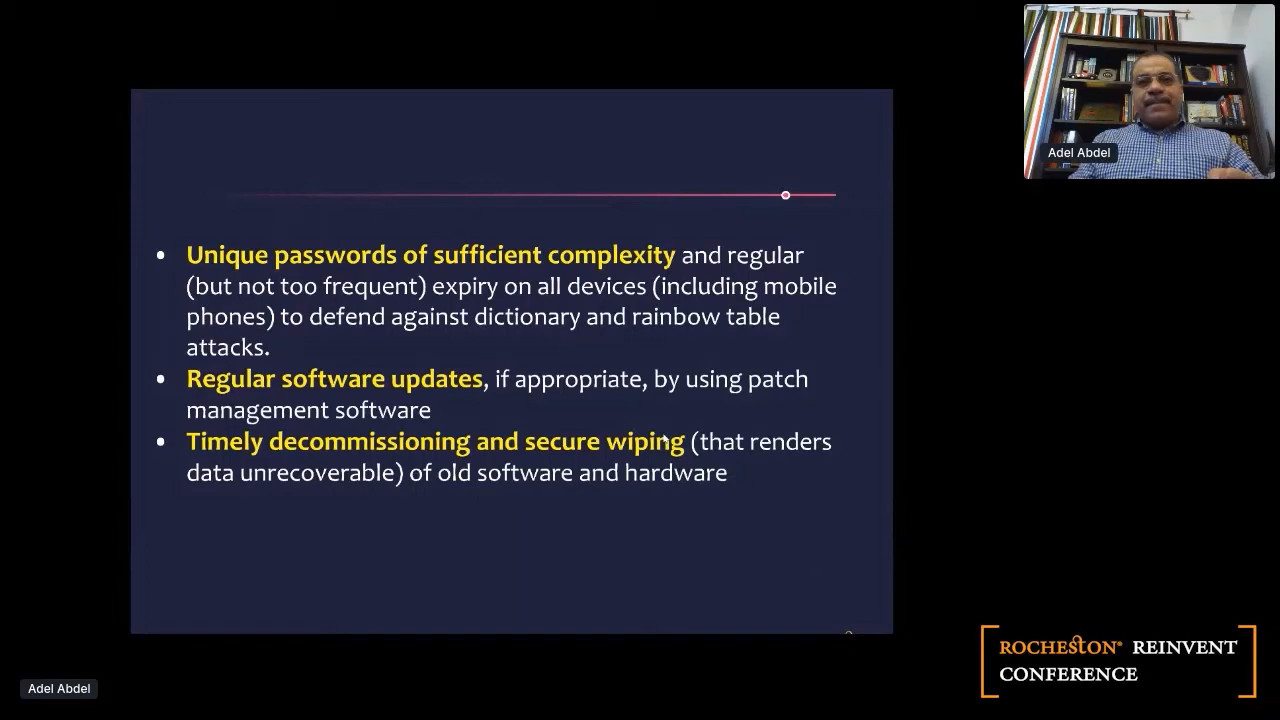 Adel Abdel
• Unique passwords of sufficient complexity and regular
(but not too frequent) expiry on all devices (including mobile
phones) to defend against dictionary and rainbow table
attacks.
• Regular software updates, if appropriate, by using patch
management software
• Timely decommissioning and secure wiping (that renders
data unrecoverable) of old software and hardware
ROCHESTON® REINVENT
CONFERENCE
Adel Abdel